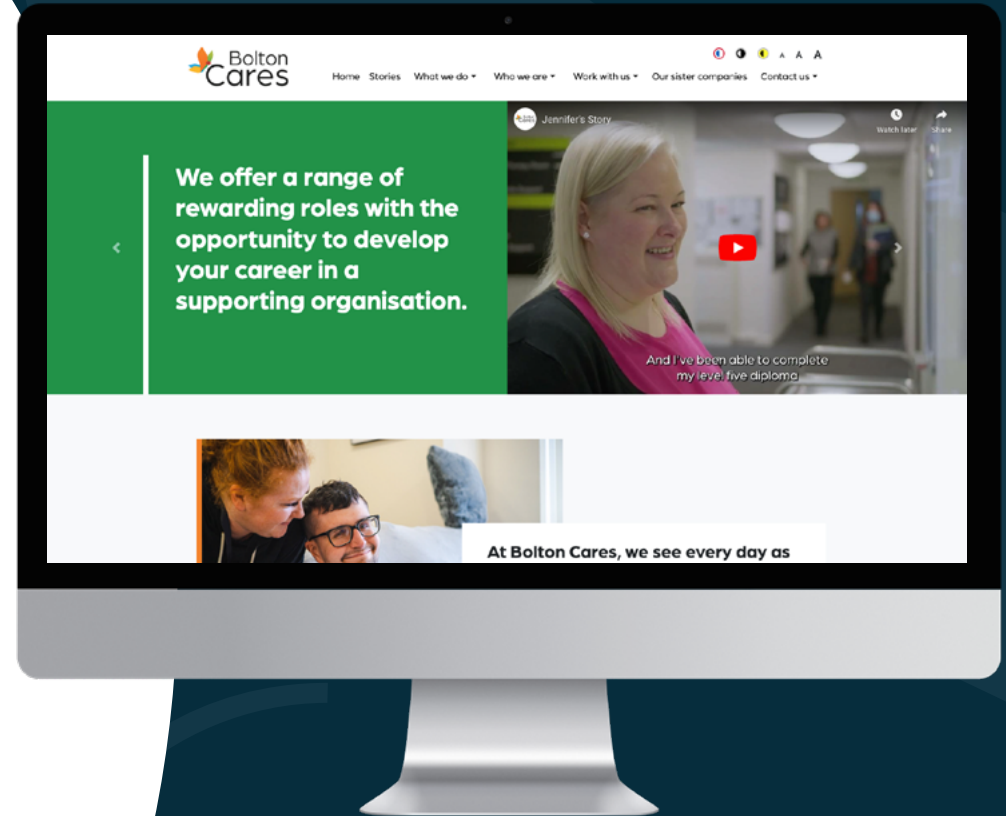 Bolton
Cares
A A A
Home Stories What we do Who we are Work with us Our sister companies Contact us
We offer a range of
rewarding roles with the
opportunity to develop
your career in a
supporting organisation.
Jennifer's Story
Watch later Share
And I've been able to complete
my level five diploma
At Bolton Cares, we see every day as